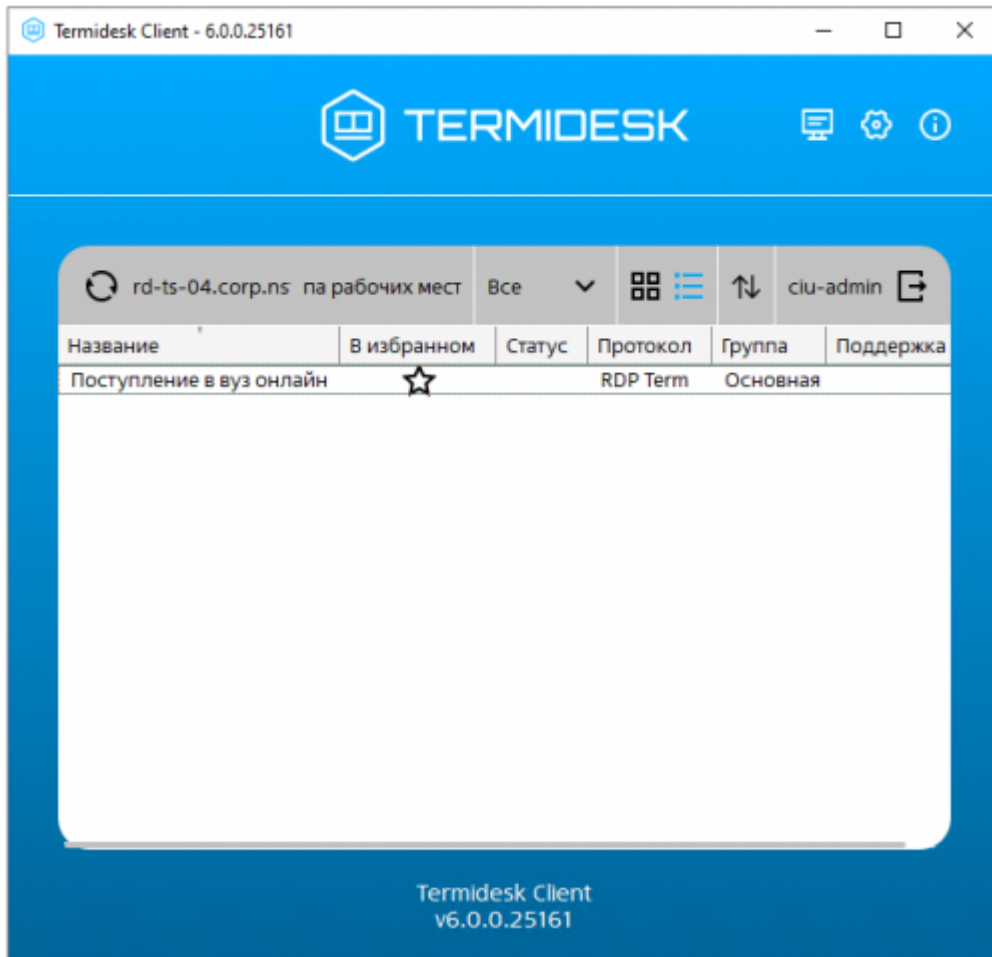 Termidesk Client - 6.0.0.25161
TERMIDESK
rd-ts-04.corp.ns па рабочих мест Все ciu-admin
Название В избранном Статус Протокол Группа Поддержка
Поступление в вуз онлайн RDP Term Основная
Termidesk Client
v6.0.0.25161